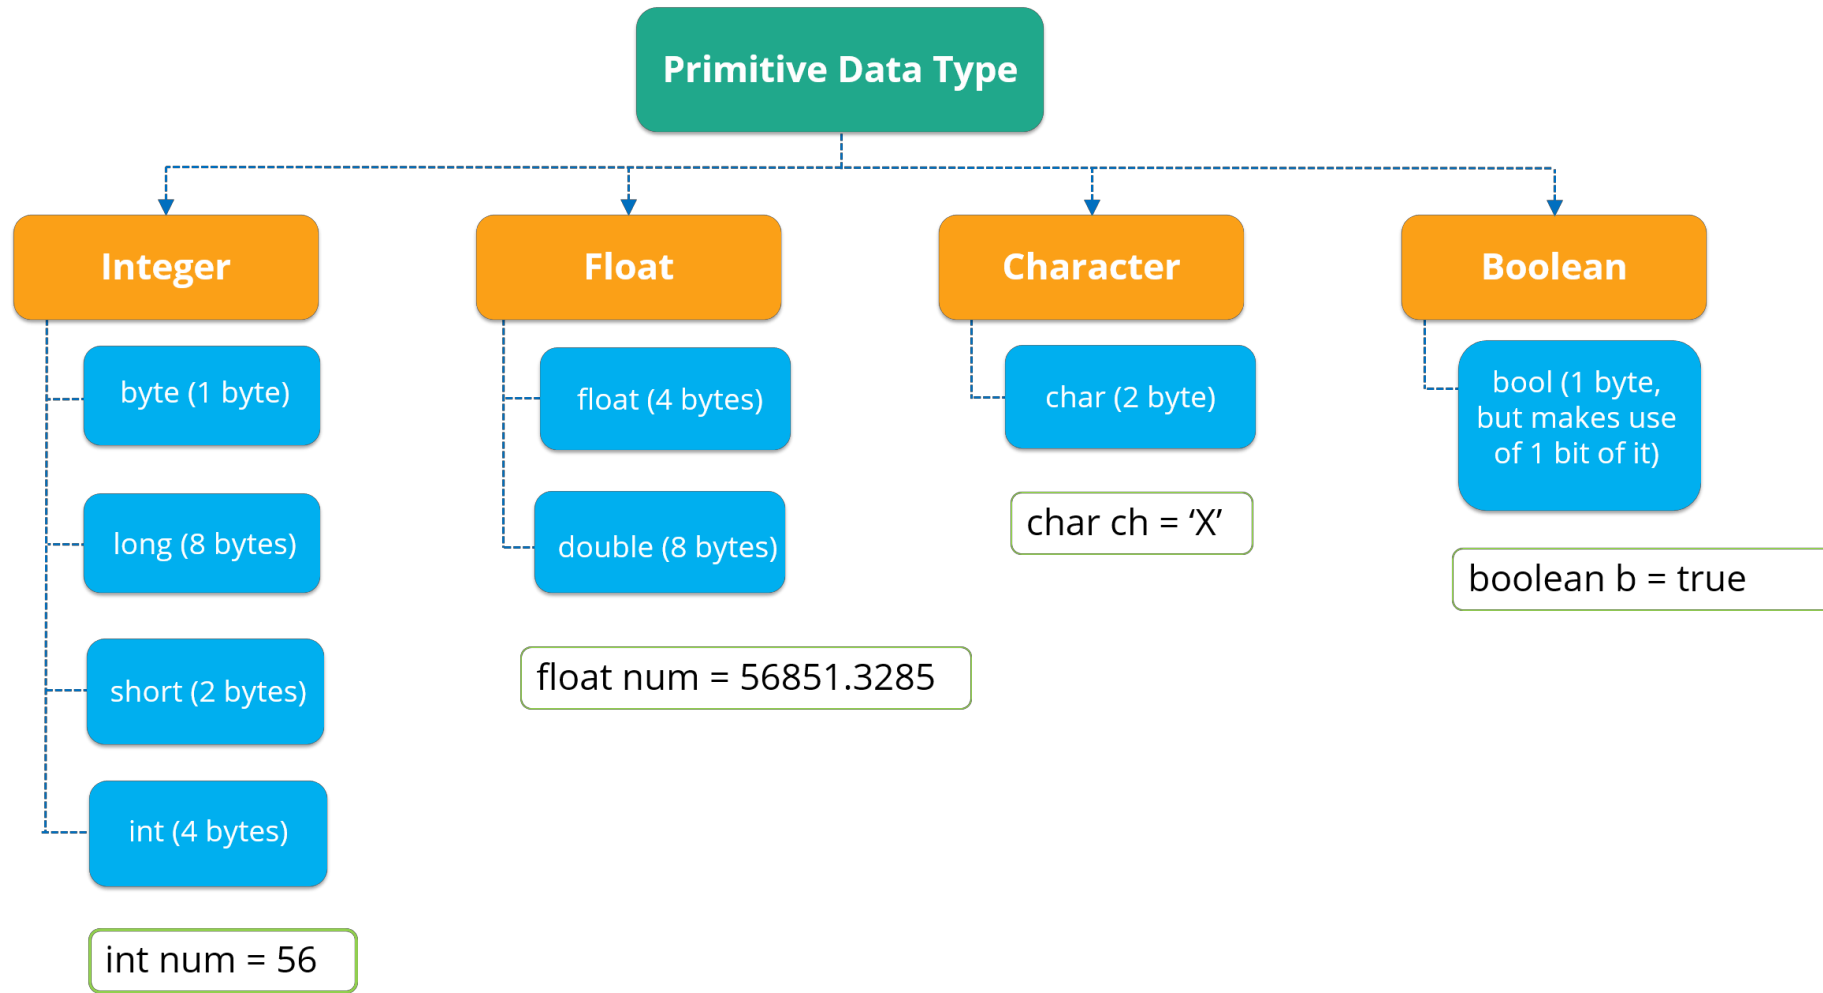 Primitive Data Type
Integer
Float
Character
Boolean
byte (1 byte)
long (8 bytes)
short (2 bytes)
int (4 bytes)
int num = 56
float (4 bytes)
double (8 bytes)
float num = 56851.3285
char (2 byte)
char ch = ‘X’
bool (1 byte,
but makes use
of 1 bit of it)
boolean b = true